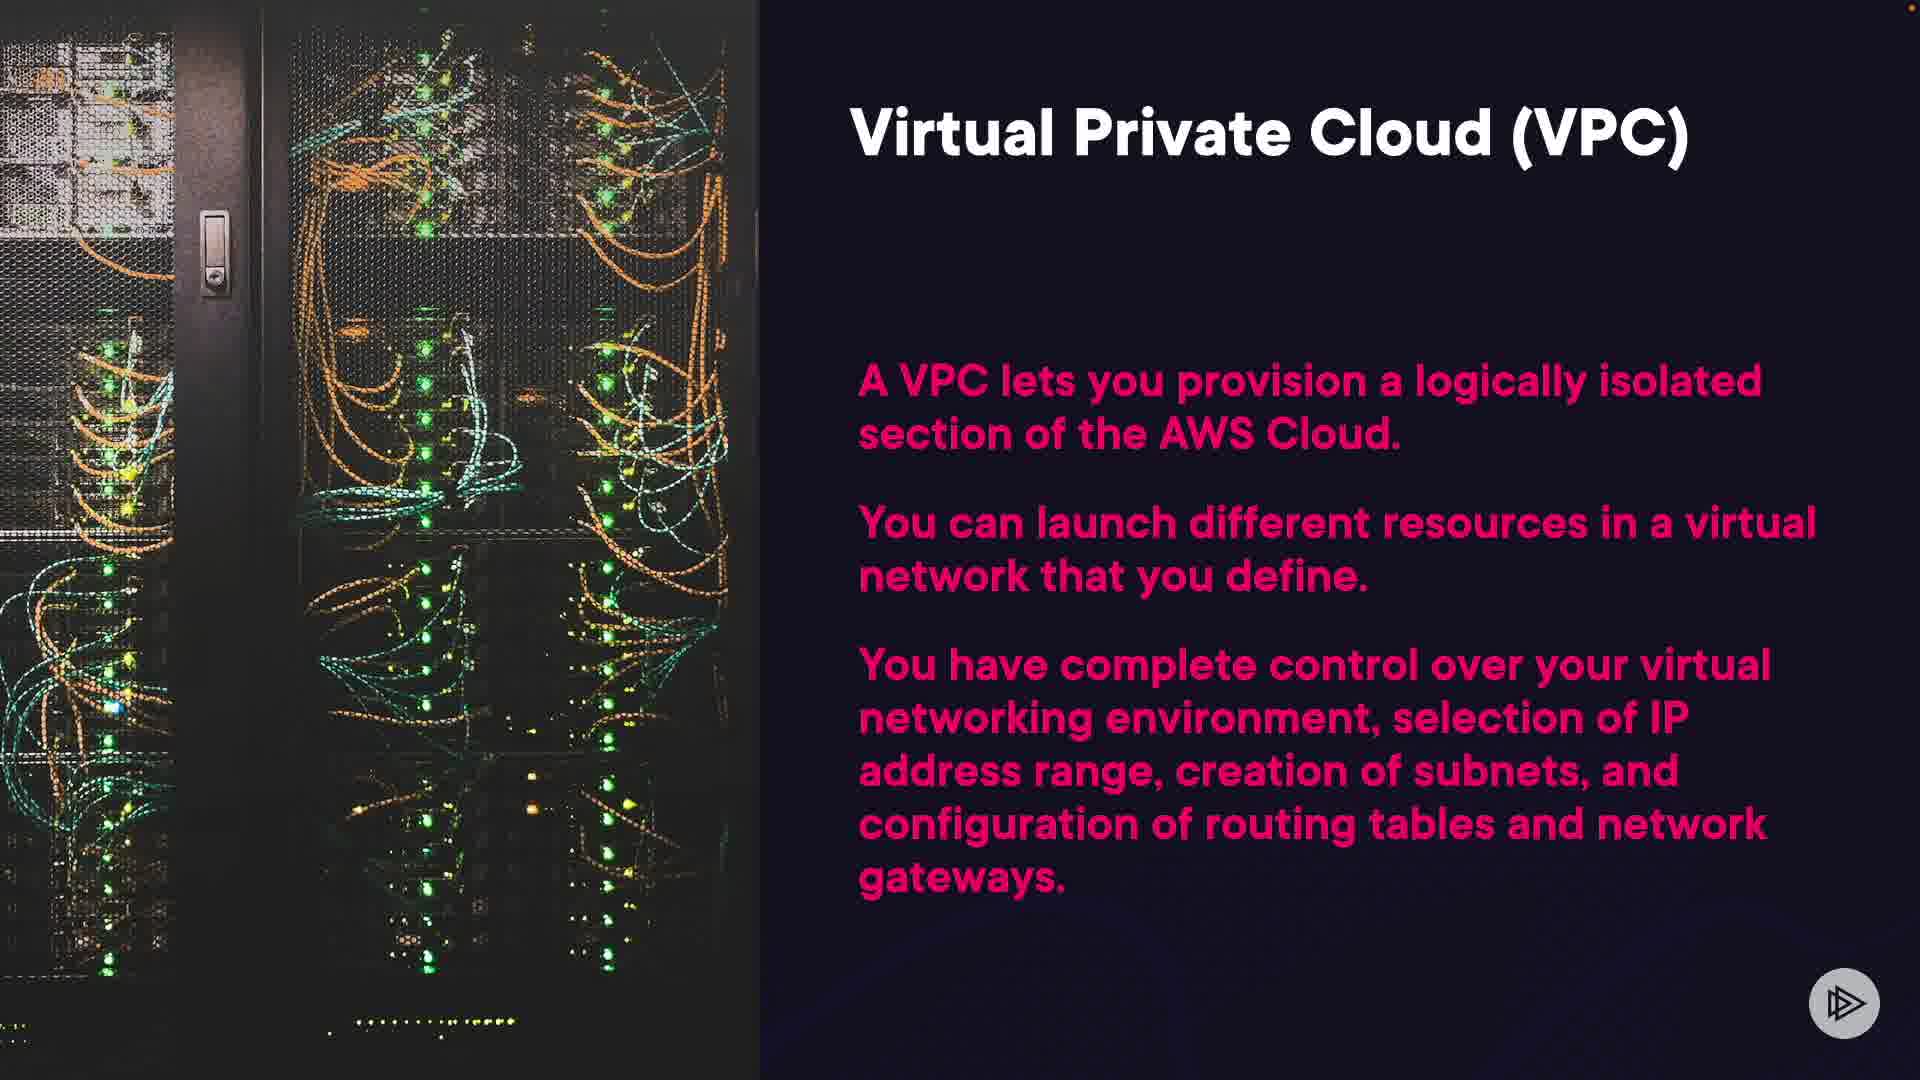 Virtual Private Cloud (VPC)
A VPC lets you provision a logically isolated
section of the AWS Cloud.
You can launch different resources in a virtual
network that you define.
You have complete control over your virtual
networking environment, selection of IP
address range, creation of subnets, and
configuration of routing tables and network
gateways.